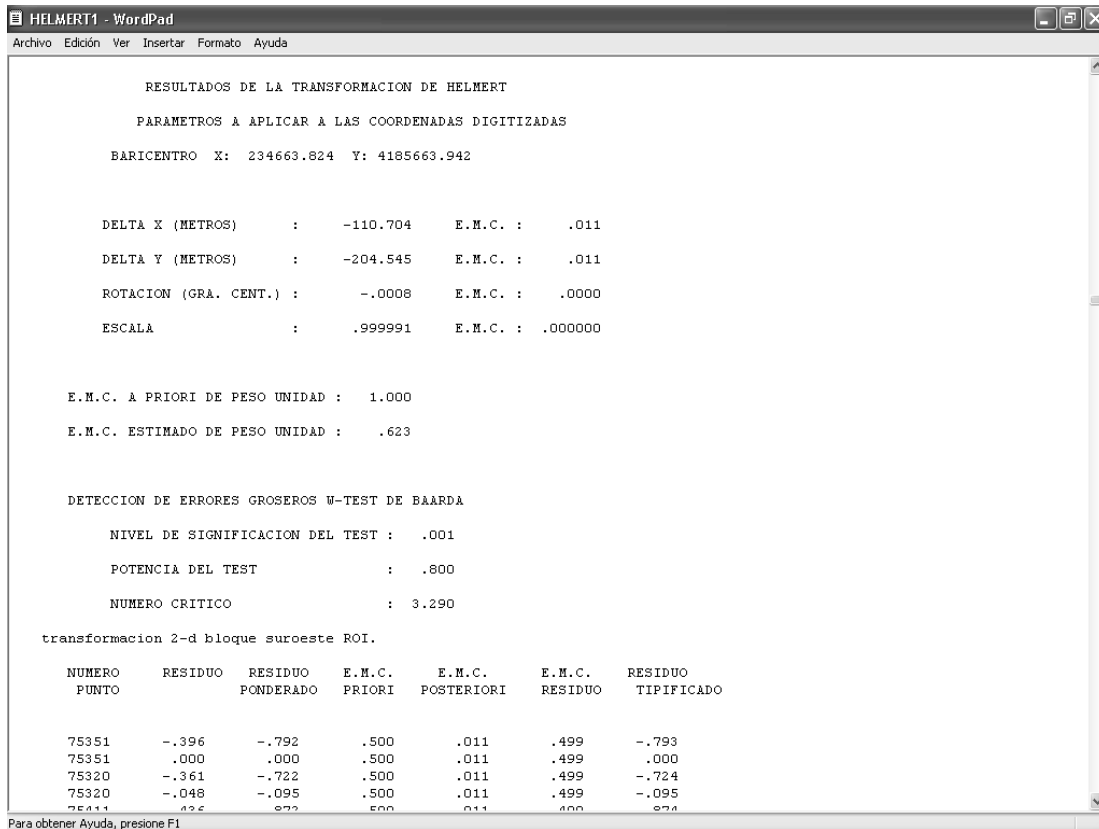 HELMERT1 - WordPad
Archivo Edición Ver Insertar Formato Ayuda
RESULTADOS DE LA TRANSFORMACION DE HELMERT
PARAMETROS A APLICAR A LAS COORDENADAS DIGITIZADAS
BARICENTRO X: 234663.824 Y: 4185663.942
DELTA X (METROS) : -110.704 E.M.C. : .011
DELTA Y (METROS) : -204.545 E.M.C. : .011
ROTACION (GRA. CENT.) : -.0008 E.M.C. : .0000
ESCALA : .999991 E.M.C. : .000000
E.M.C. A PRIORI DE PESO UNIDAD : 1.000
E.M.C. ESTIMADO DE PESO UNIDAD : .623
DETECCION DE ERRORES GROSEROS W-TEST DE BAARDA
NIVEL DE SIGNIFICACION DEL TEST : .001
POTENCIA DEL TEST : .800
NUMERO CRITICO : 3.290
transformacion 2-d bloque suroeste ROI.
NUMERO RESIDUO RESIDUO E.M.C. E.M.C. E.M.C. RESIDUO
PUNTO PONDERADO PRIORI POSTERIORI RESIDUO TIPIFICADO
75351 -.396 -.792 .500 .011 .499 -.793
75351 .000 .000 .500 .011 .499 .000
75320 -.361 -.722 .500 .011 .499 -.724
75320 -.048 -.095 .500 .011 .499 -.095
Para obtener Ayuda, presione F1